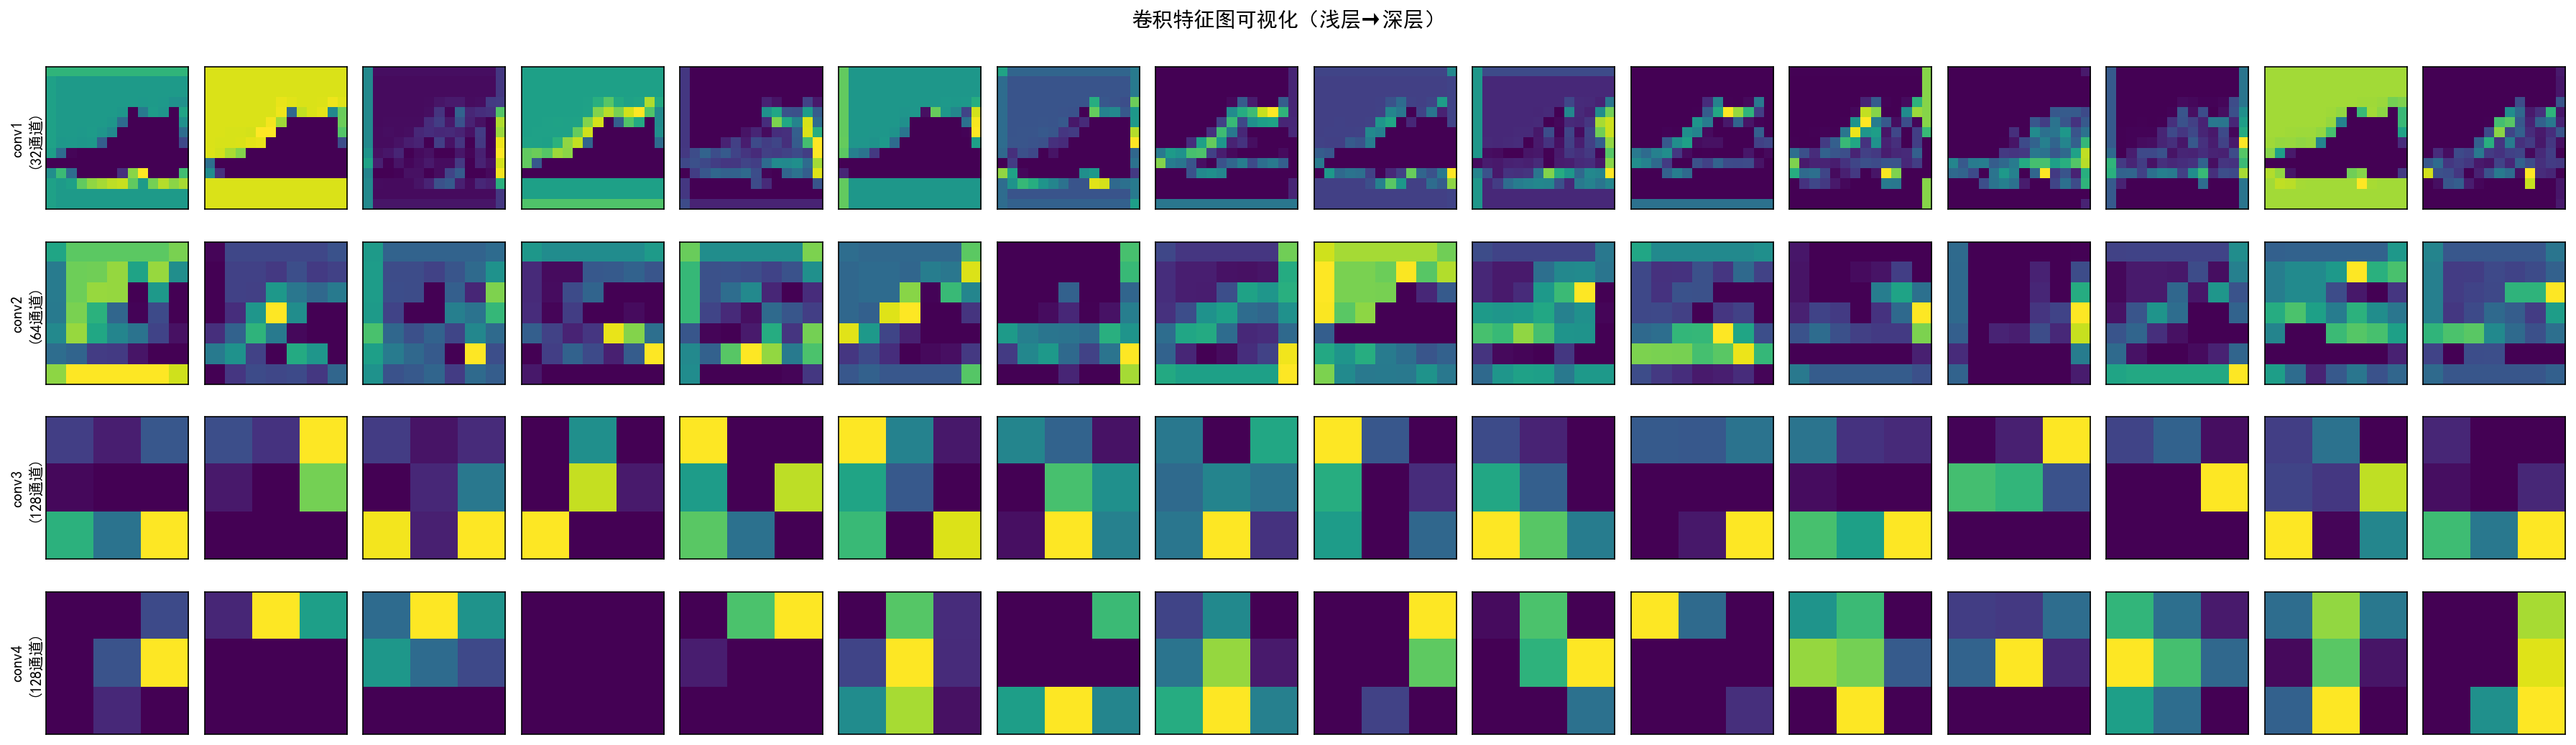 卷积特征图可视化（浅层→深层）
conv1
(32通道)
conv2
(64通道)
conv3
(128通道)
conv4
(128通道)